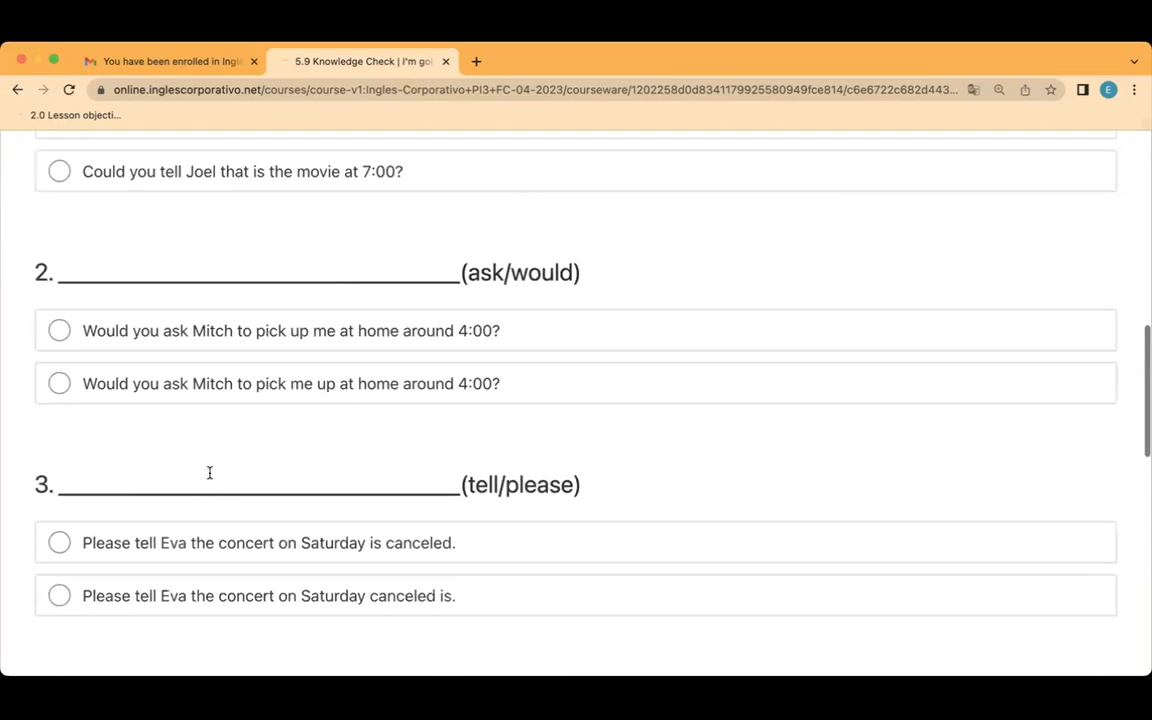 You have been enrolled in Inglé
5.9 Knowledge Check | I'm goi
online.inglescorporativo.net/courses/course-v1:Ingles-Corporativo+PI3+FC-04-2023/courseware/1202258d0d8341179925580949fce814/c6e6722c682d443...
E
2.0 Lesson objecti...
Could you tell Joel that is the movie at 7:00?
2. ________________________________(ask/would)
Would you ask Mitch to pick up me at home around 4:00?
Would you ask Mitch to pick me up at home around 4:00?
3. ________________________________(tell/please)
Please tell Eva the concert on Saturday is canceled.
Please tell Eva the concert on Saturday canceled is.